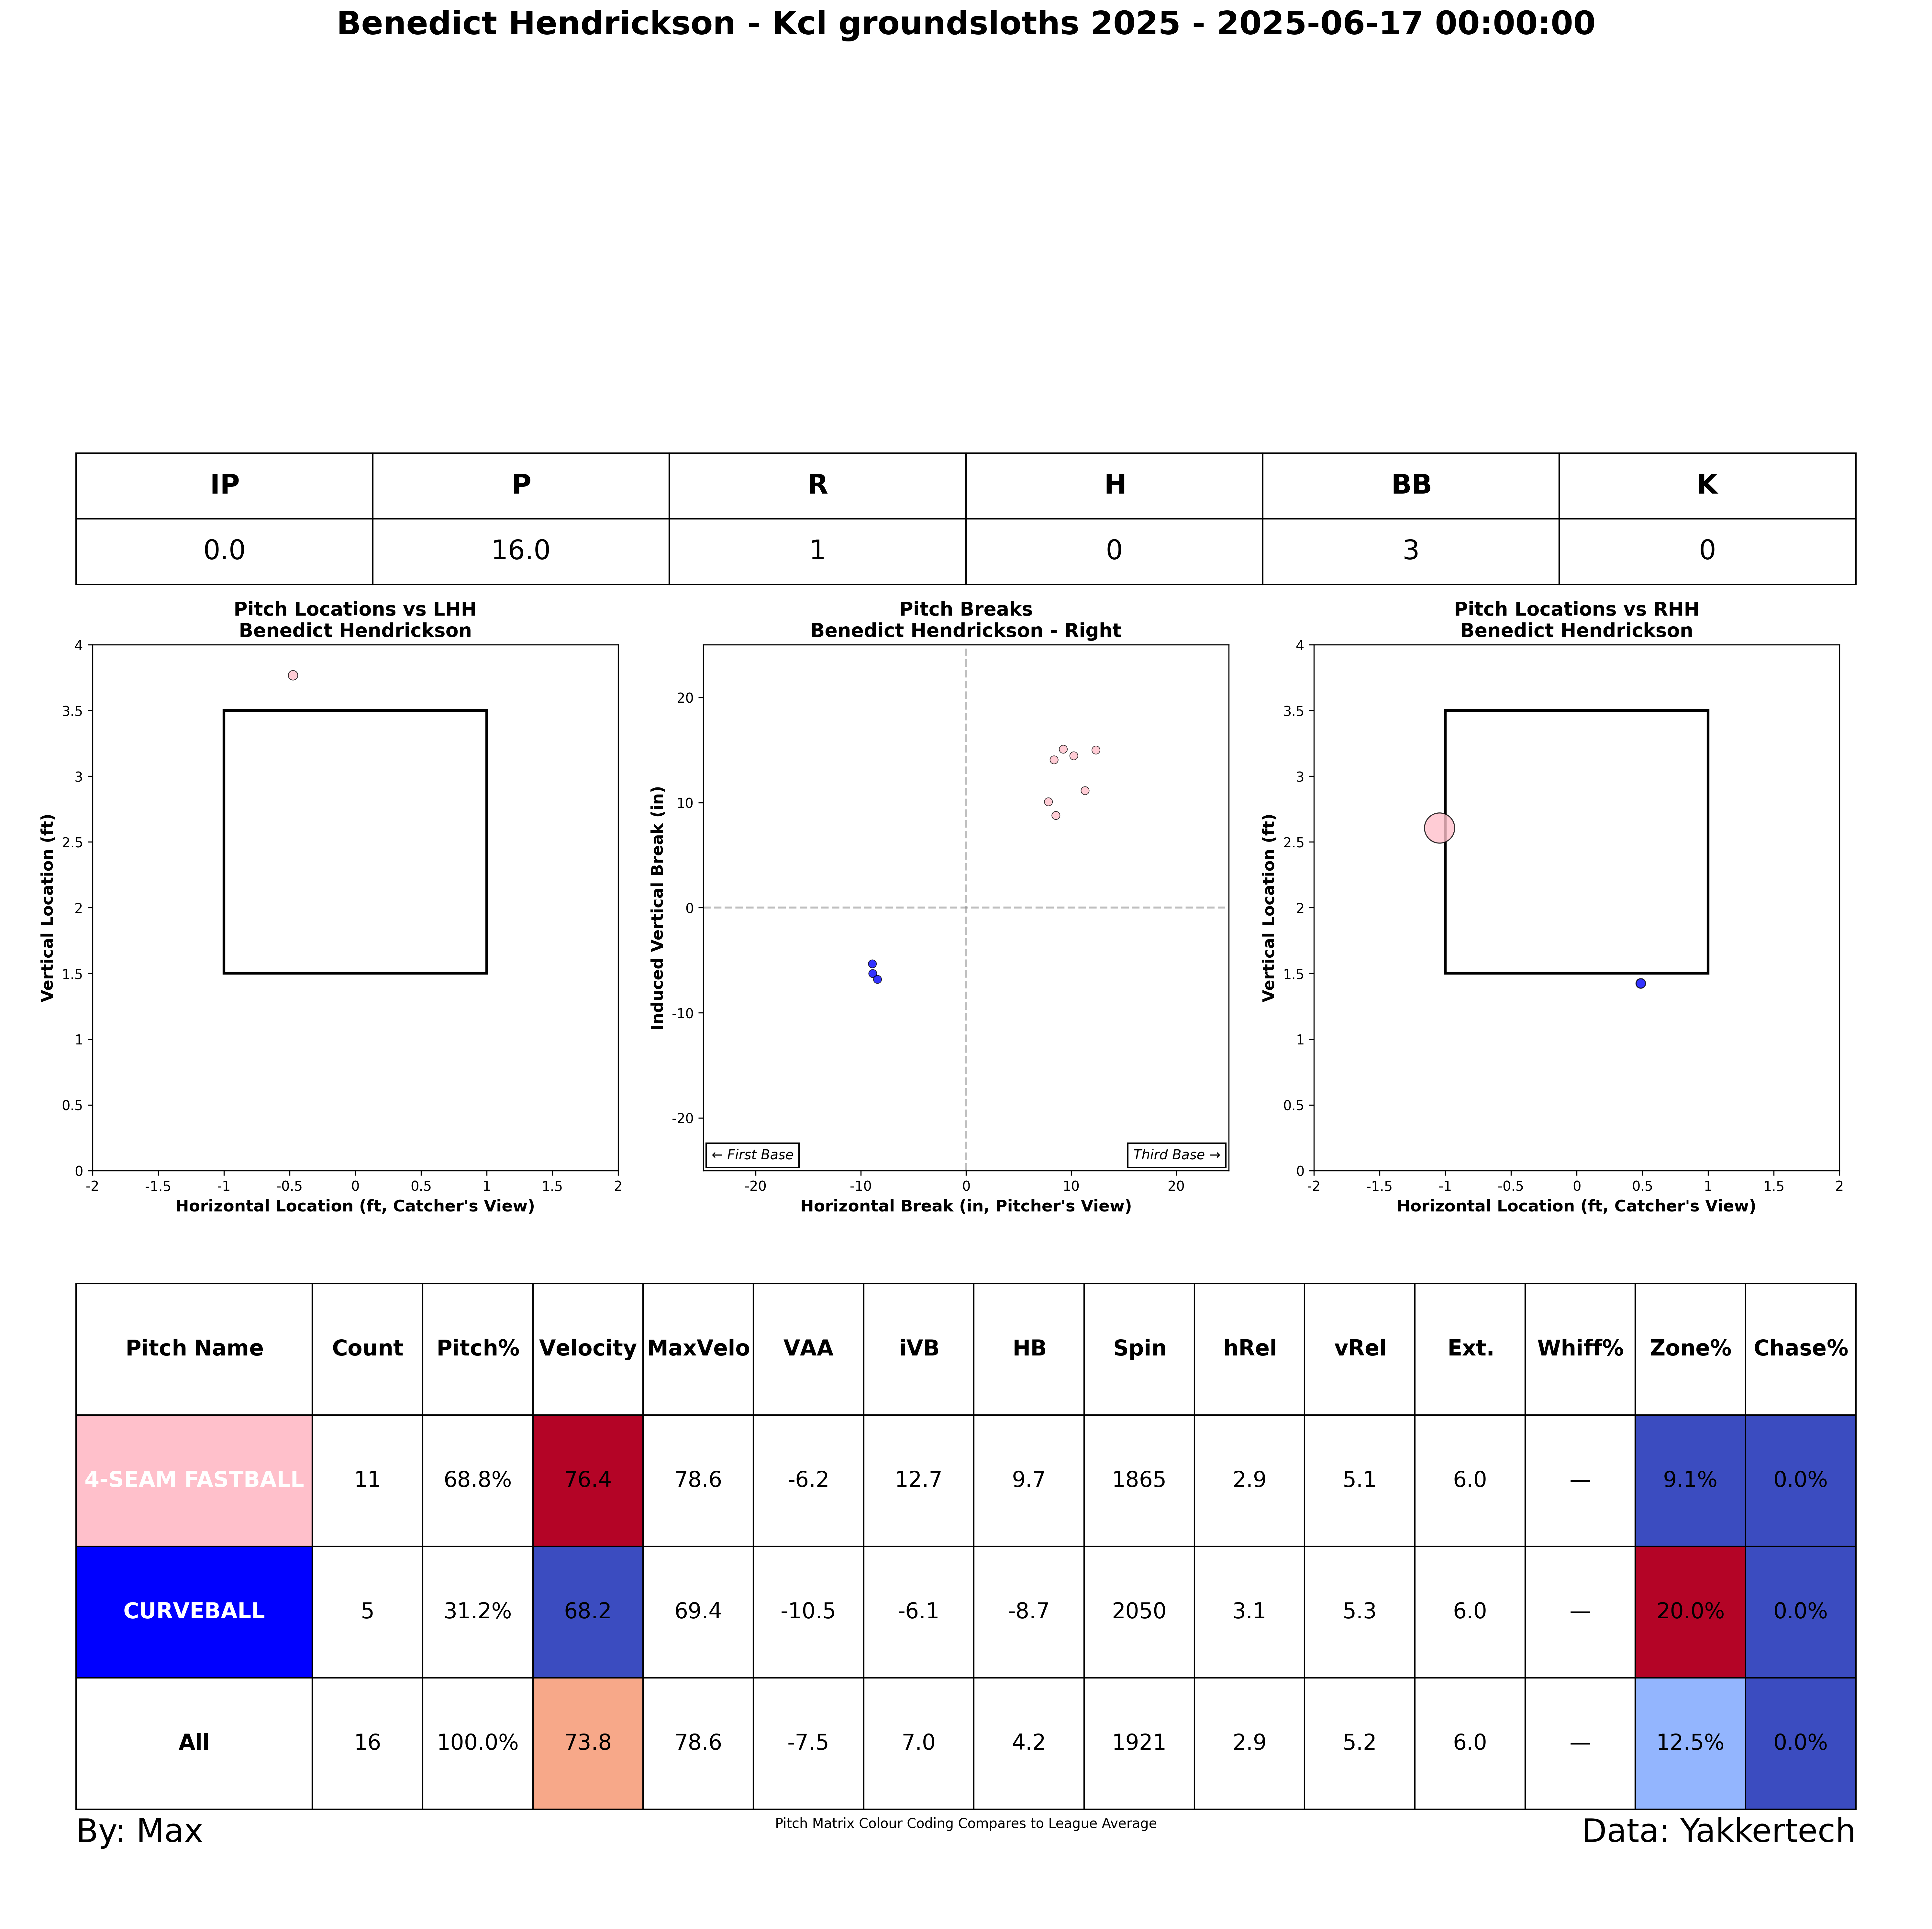 Benedict Hendrickson - Kcl groundsloths 2025 - 2025-06-17 00:00:00
IP P R H BB K
0.0 16.0 1 0 3 0
Pitch Locations vs LHH
Benedict Hendrickson
4
3.5
3
2.5
2
1.5
1
0.5
0
-2 -1.5 -1 -0.5 0 0.5 1 1.5 2
Vertical Location (ft)
Horizontal Location (ft, Catcher's View)
Pitch Breaks
Benedict Hendrickson - Right
20
10
0
-10
-20
← First Base Third Base →
-20 -10 0 10 20
Induced Vertical Break (in)
Horizontal Break (in, Pitcher's View)
Pitch Locations vs RHH
Benedict Hendrickson
4
3.5
3
2.5
2
1.5
1
0.5
0
-2 -1.5 -1 -0.5 0 0.5 1 1.5 2
Vertical Location (ft)
Horizontal Location (ft, Catcher's View)
Pitch Name Count Pitch% Velocity MaxVelo VAA iVB HB Spin hRel vRel Ext. Whiff% Zone% Chase%
4-SEAM FASTBALL 11 68.8% 76.4 78.6 -6.2 12.7 9.7 1865 2.9 5.1 6.0 — 9.1% 0.0%
CURVEBALL 5 31.2% 68.2 69.4 -10.5 -6.1 -8.7 2050 3.1 5.3 6.0 — 20.0% 0.0%
All 16 100.0% 73.8 78.6 -7.5 7.0 4.2 1921 2.9 5.2 6.0 — 12.5% 0.0%
By: Max
Pitch Matrix Colour Coding Compares to League Average
Data: Yakkertech